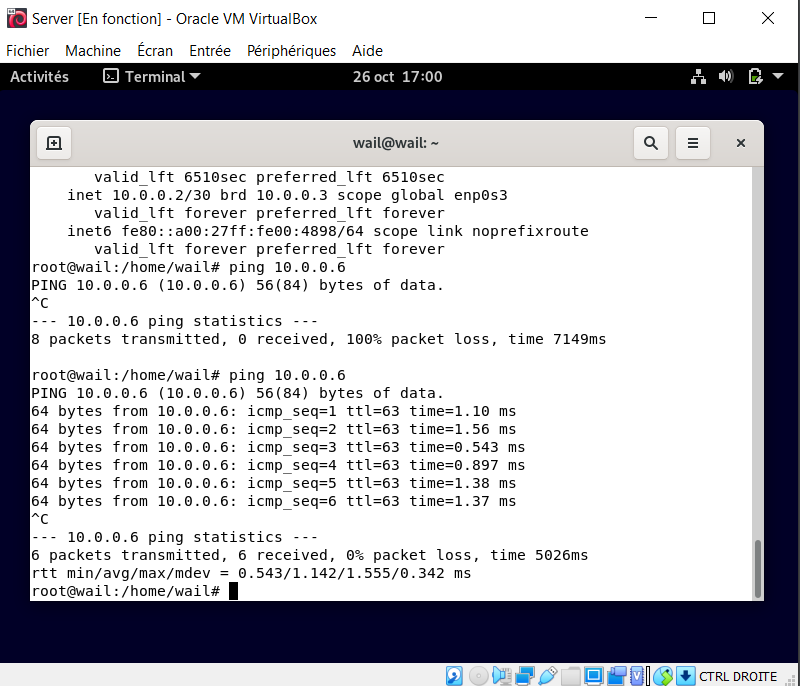 Server [En fonction] - Oracle VM VirtualBox
Fichier Machine Écran Entrée Périphériques Aide
Activités Terminal 26 oct 17:00
wail@wail: ~
valid_lft 6510sec preferred_lft 6510sec
inet 10.0.0.2/30 brd 10.0.0.3 scope global enp0s3
valid_lft forever preferred_lft forever
inet6 fe80::a00:27ff:fe00:4898/64 scope link noprefixroute
valid_lft forever preferred_lft forever
root@wail:/home/wail# ping 10.0.0.6
PING 10.0.0.6 (10.0.0.6) 56(84) bytes of data.
^C
--- 10.0.0.6 ping statistics ---
8 packets transmitted, 0 received, 100% packet loss, time 7149ms
root@wail:/home/wail# ping 10.0.0.6
PING 10.0.0.6 (10.0.0.6) 56(84) bytes of data.
64 bytes from 10.0.0.6: icmp_seq=1 ttl=63 time=1.10 ms
64 bytes from 10.0.0.6: icmp_seq=2 ttl=63 time=1.56 ms
64 bytes from 10.0.0.6: icmp_seq=3 ttl=63 time=0.543 ms
64 bytes from 10.0.0.6: icmp_seq=4 ttl=63 time=0.897 ms
64 bytes from 10.0.0.6: icmp_seq=5 ttl=63 time=1.38 ms
64 bytes from 10.0.0.6: icmp_seq=6 ttl=63 time=1.37 ms
^C
--- 10.0.0.6 ping statistics ---
6 packets transmitted, 6 received, 0% packet loss, time 5026ms
rtt min/avg/max/mdev = 0.543/1.142/1.555/0.342 ms
root@wail:/home/wail#
CTRL DROITE